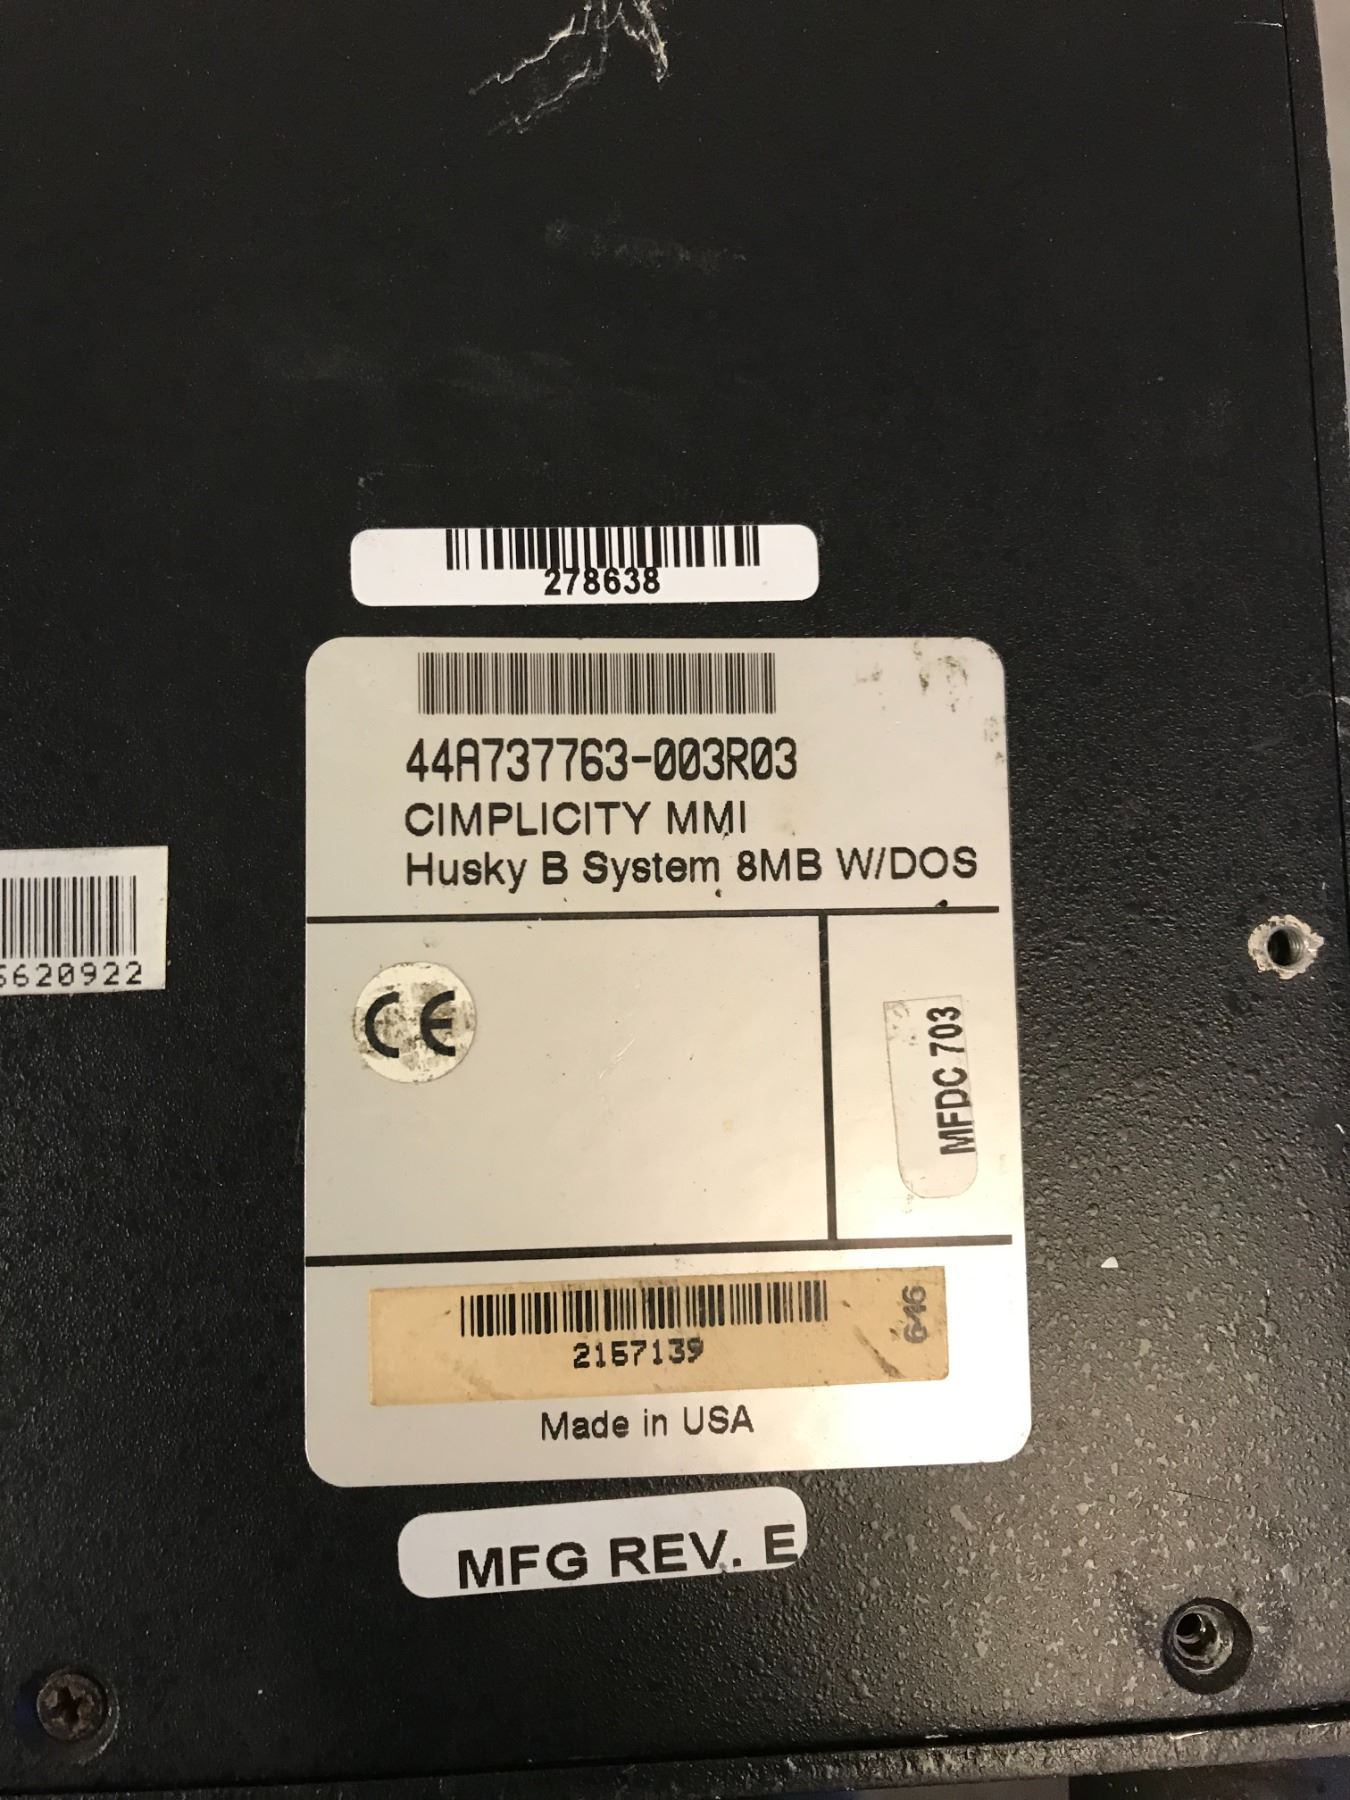 278638
44A737763-003R03
CIMPLICITY MMI
Husky B System 8MB W/DOS
620922
CE
MFDC 703
2157139
646
Made in USA
MFG REV. E